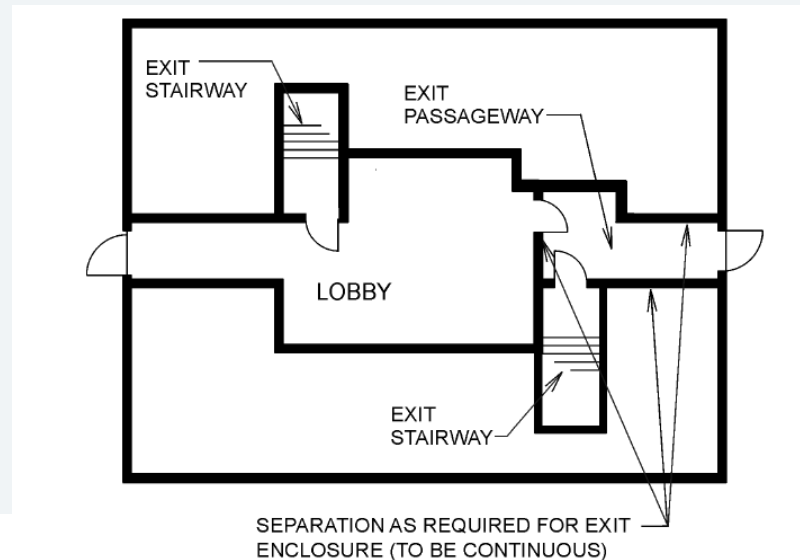 EXIT
STAIRWAY
EXIT
PASSAGEWAY
LOBBY
EXIT
STAIRWAY
SEPARATION AS REQUIRED FOR EXIT
ENCLOSURE (TO BE CONTINUOUS)